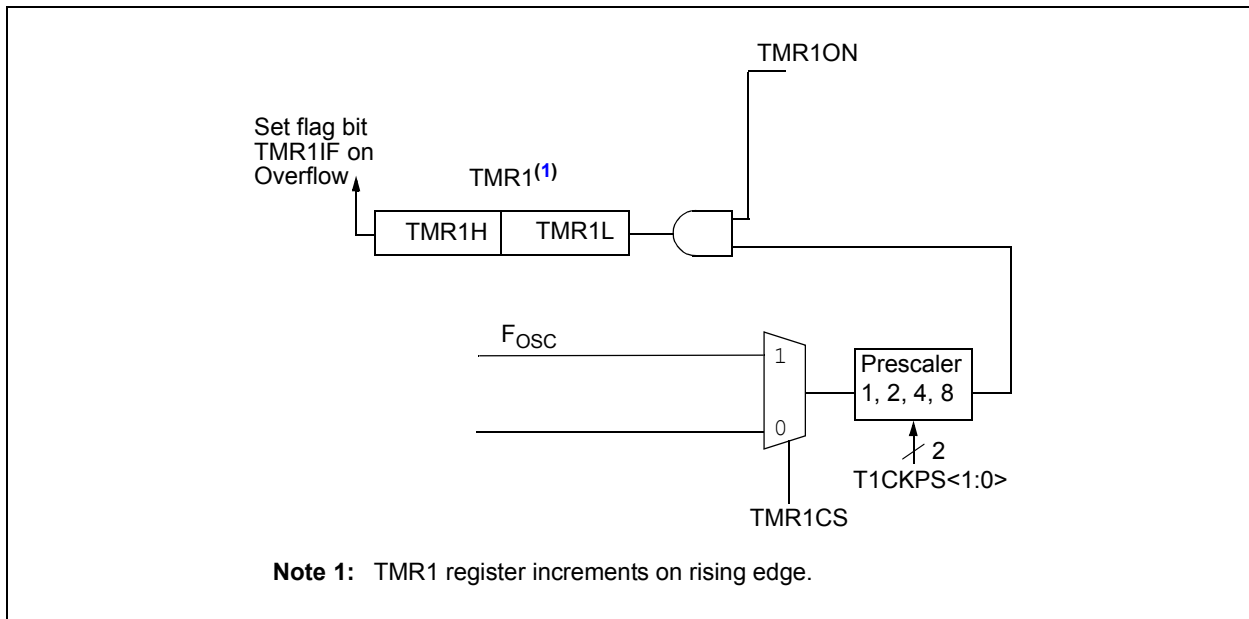 TMR1ON
Set flag bit
TMR1IF on
Overflow
TMR1(1)
TMR1H
TMR1L
FOSC
1
0
Prescaler
1, 2, 4, 8
2
T1CKPS<1:0>
TMR1CS
Note 1: TMR1 register increments on rising edge.